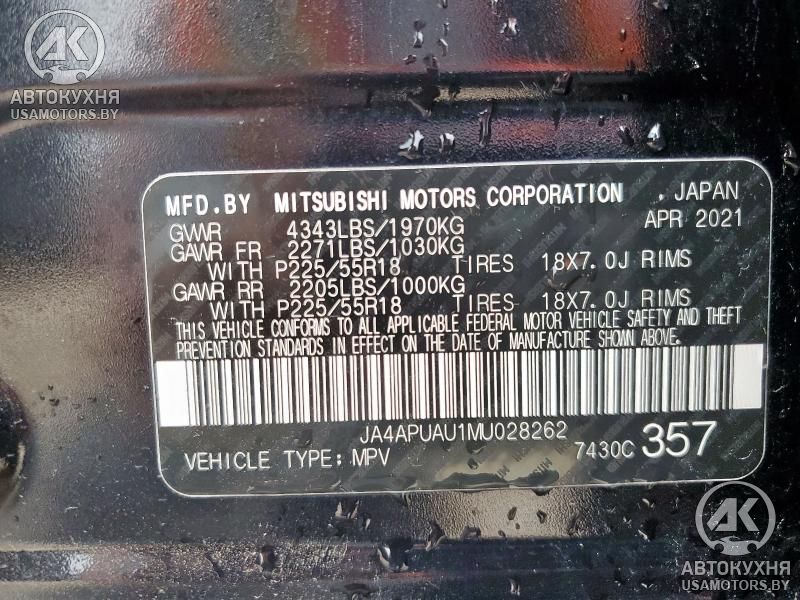 АК
АВТОКУХНЯ
USAMOTORS.BY
MFD.BY MITSUBISHI MOTORS CORPORATION , JAPAN
GVWR 4343LBS/1970KG APR 2021
GAWR FR 2271LBS/1030KG
WITH P225/55R18 TIRES 18X7.0J RIMS
GAWR RR 2205LBS/1000KG
WITH P225/55R18 TIRES 18X7.0J RIMS
THIS VEHICLE CONFORMS TO ALL APPLICABLE FEDERAL MOTOR VEHICLE SAFETY AND THEFT
PREVENTION STANDARDS IN EFFECT ON THE DATE OF MANUFACTURE SHOWN ABOVE.
JA4APUAU1MU028262
VEHICLE TYPE: MPV 7430C 357
АК
АВТОКУХНЯ
USAMOTORS.BY